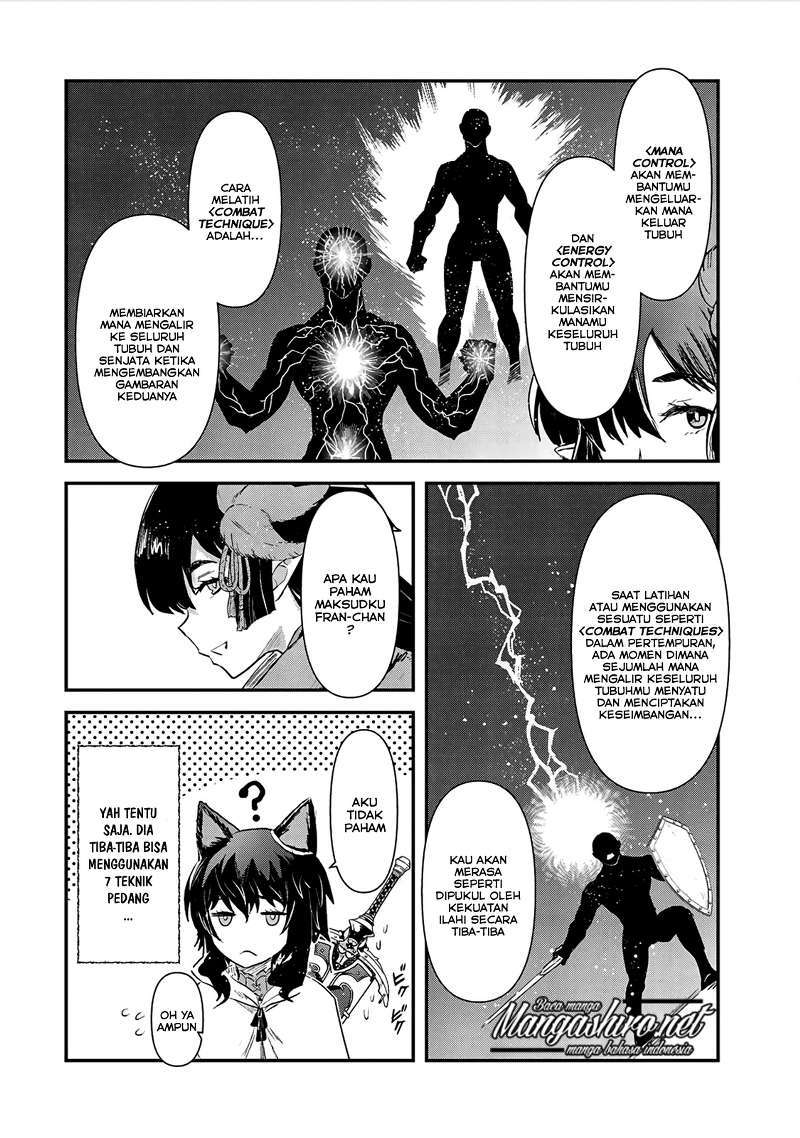 <MANA
CONTROL>
AKAN MEM-
BANTUMU
MENGELUAR-
KAN MANA
KELUAR
TUBUH
DAN
<ENERGY
CONTROL>
AKAN MEM-
BANTUMU
MENSIR-
KULASIKAN
MANAMU
KESELURUH
TUBUH
CARA
MELATIH
<COMBAT
TECHNIQUE>
ADALAH...
MEMBIARKAN
MANA MENGALIR
KE SELURUH
TUBUH DAN
SENJATA KETIKA
MENGEMBANGKAN
GAMBARAN
KEDUANYA
SAAT LATIHAN
ATAU MENGGUNAKAN
SESUATU SEPERTI
<COMBAT TECHNIQUES>
DALAM PERTEMPURAN,
ADA MOMEN DIMANA
SEJUMLAH MANA
MENGALIR KESELURUH
TUBUHMU MENYATU
DAN MENCIPTAKAN
KESEIMBANGAN...
KAU AKAN
MERASA
SEPERTI
DIPUKUL OLEH
KEKUATAN
ILAHI SECARA
TIBA-TIBA
APA KAU
PAHAM
MAKSUDKU
FRAN-CHAN
?
AKU
TIDAK
PAHAM
?
YAH TENTU
SAJA. DIA
TIBA-TIBA BISA
MENGGUNAKAN
7 TEKNIK
PEDANG
...
OH YA
AMPUN
ビグ
ビグ
Baca manga
Mangashiro.net
manga bahasa indonesia